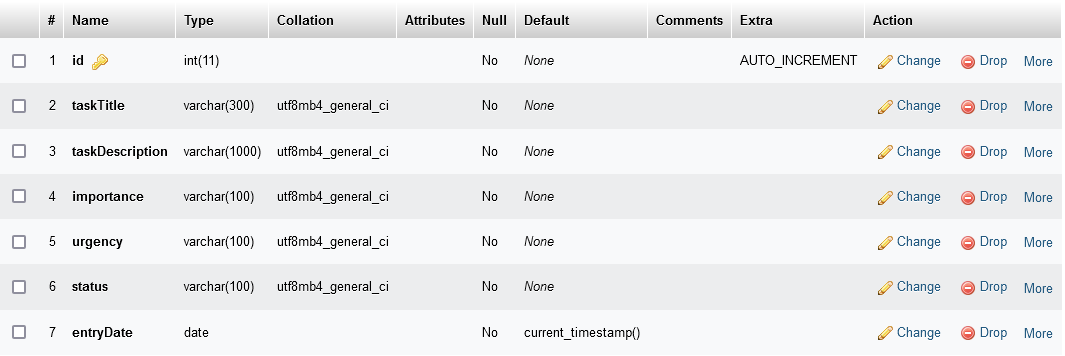 # Name Type Collation Attributes Null Default Comments Extra Action
1 id int(11) No None AUTO_INCREMENT Change Drop More
2 taskTitle varchar(300) utf8mb4_general_ci No None Change Drop More
3 taskDescription varchar(1000) utf8mb4_general_ci No None Change Drop More
4 importance varchar(100) utf8mb4_general_ci No None Change Drop More
5 urgency varchar(100) utf8mb4_general_ci No None Change Drop More
6 status varchar(100) utf8mb4_general_ci No None Change Drop More
7 entryDate date No current_timestamp() Change Drop More